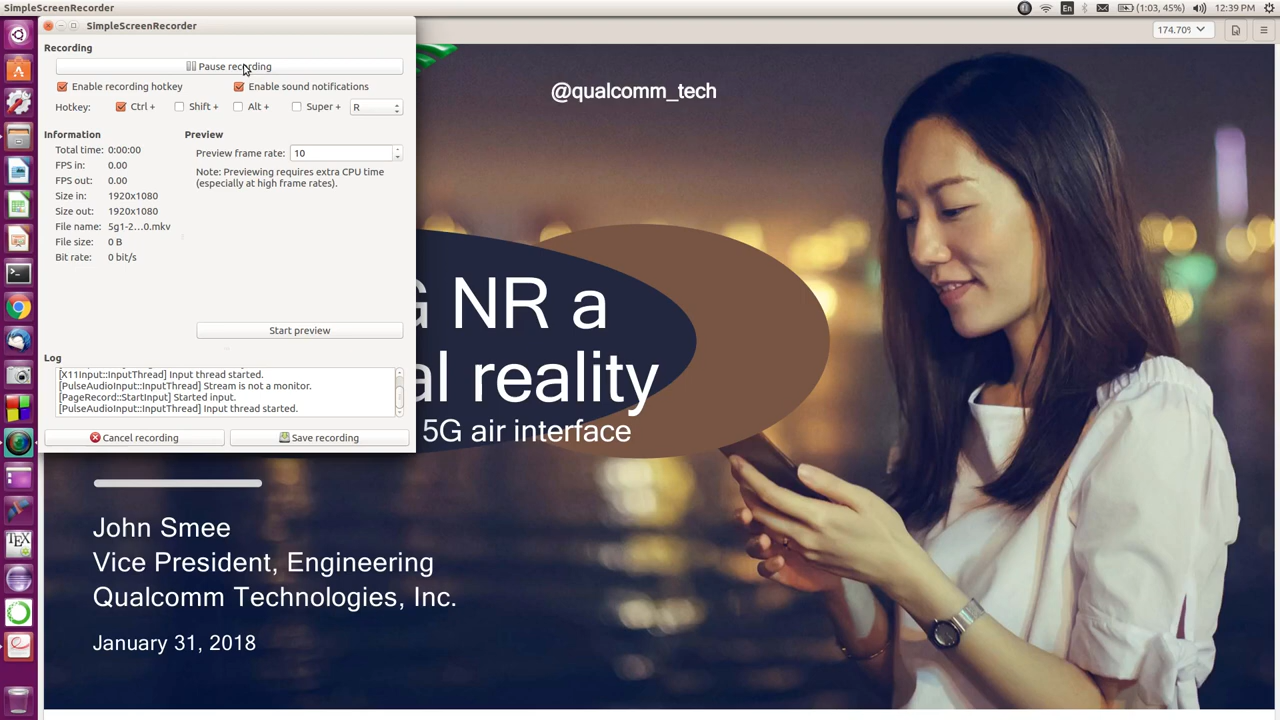 SimpleScreenRecorder
En
(1:03, 45%)
12:39 PM
SimpleScreenRecorder
174.70%
Recording
Pause recording
Enable recording hotkey
Enable sound notifications
Hotkey:
Ctrl +
Shift +
Alt +
Super +
R
Information
Total time: 0:00:00
FPS in: 0.00
FPS out: 0.00
Size in: 1920x1080
Size out: 1920x1080
File name: 5g1-2...0.mkv
File size: 0 B
Bit rate: 0 bit/s
Preview
Preview frame rate: 10
Note: Previewing requires extra CPU time
(especially at high frame rates).
Start preview
Log
[X11Input::InputThread] Input thread started.
[PulseAudioInput::InputThread] Stream is not a monitor.
[PageRecord::StartInput] Started input.
[PulseAudioInput::InputThread] Input thread started.
Cancel recording
Save recording
@qualcomm_tech
G NR a
al reality
5G air interface
John Smee
Vice President, Engineering
Qualcomm Technologies, Inc.
January 31, 2018
TEX